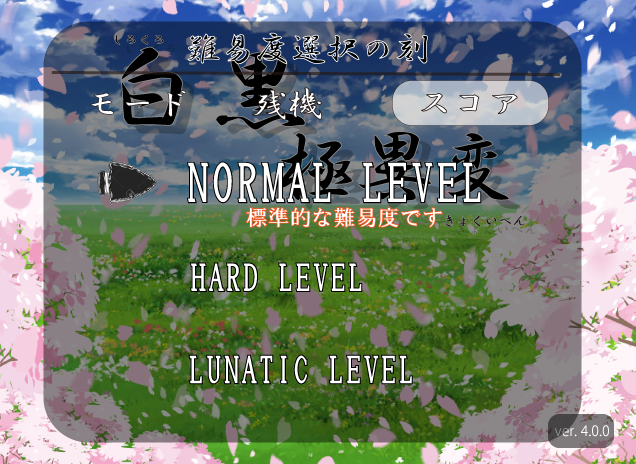 しろくろ
難易度選択の刻
白黒
モード 残機 スコア
極異変
NORMAL LEVEL
標準的な難易度です
きょくいへん
HARD LEVEL
LUNATIC LEVEL
ver. 4.0.0